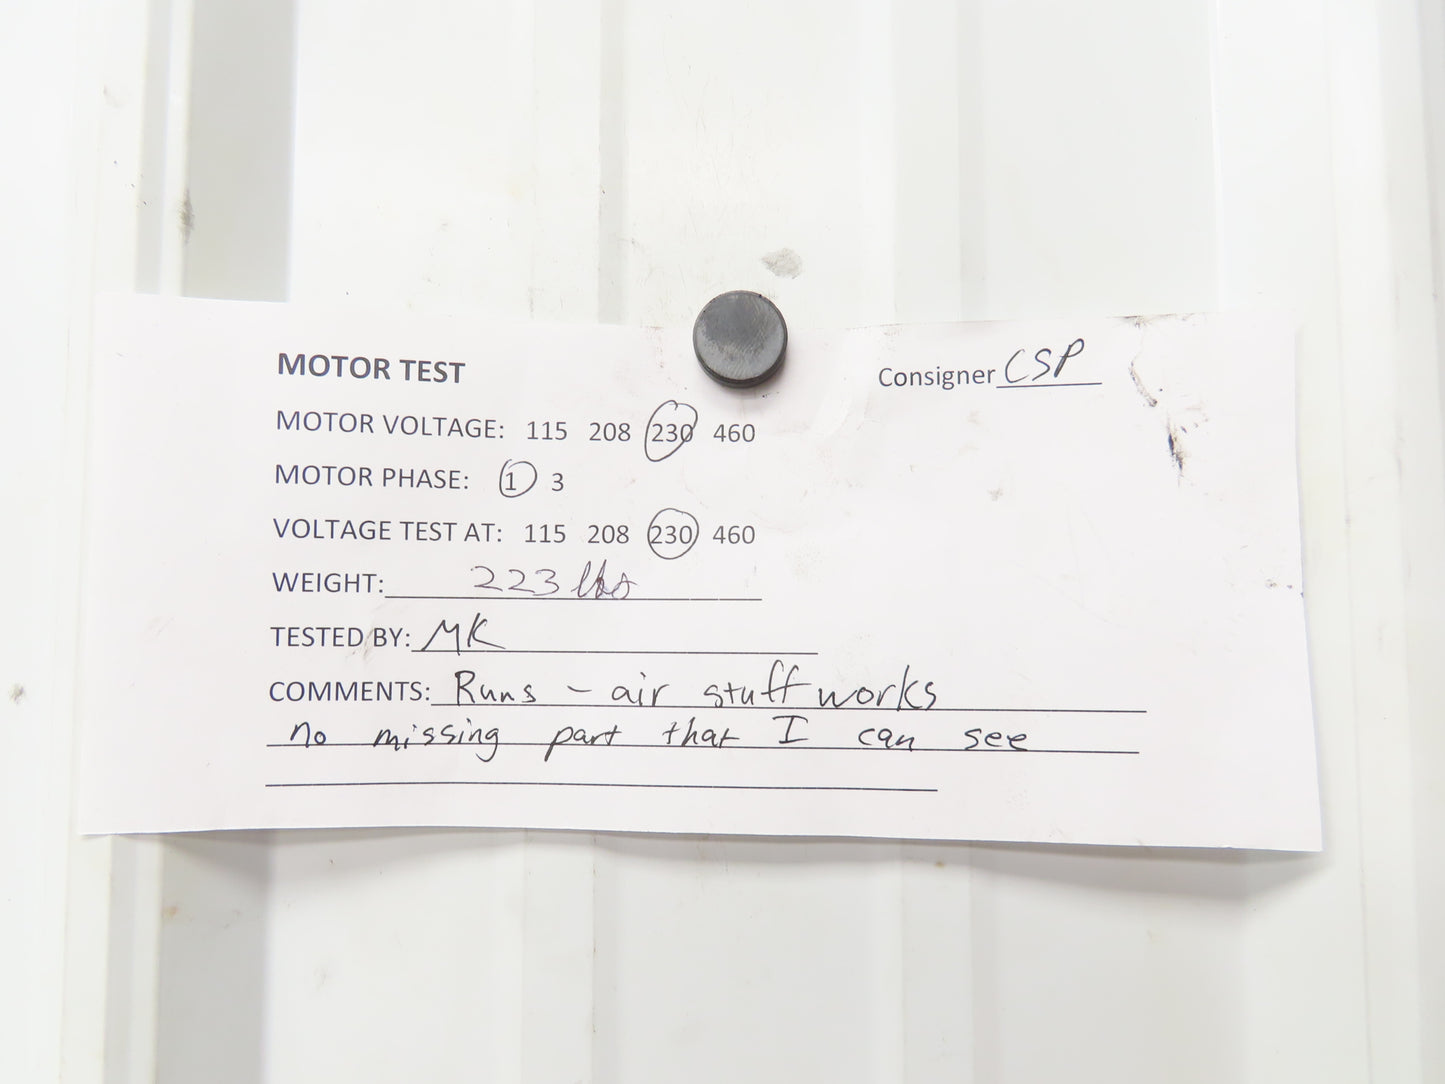 MOTOR TEST
Consigner CSP
MOTOR VOLTAGE: 115 208 230 460
MOTOR PHASE: 1 3
VOLTAGE TEST AT: 115 208 230 460
WEIGHT: 223 lbs
TESTED BY: MK
COMMENTS: Runs - air stuff works
no missing part that I can see